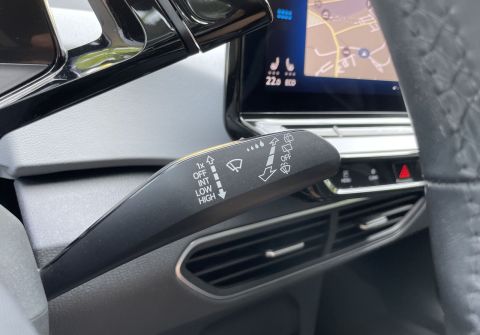 1x
OFF
INT
LOW
HIGH
22.0
ECO